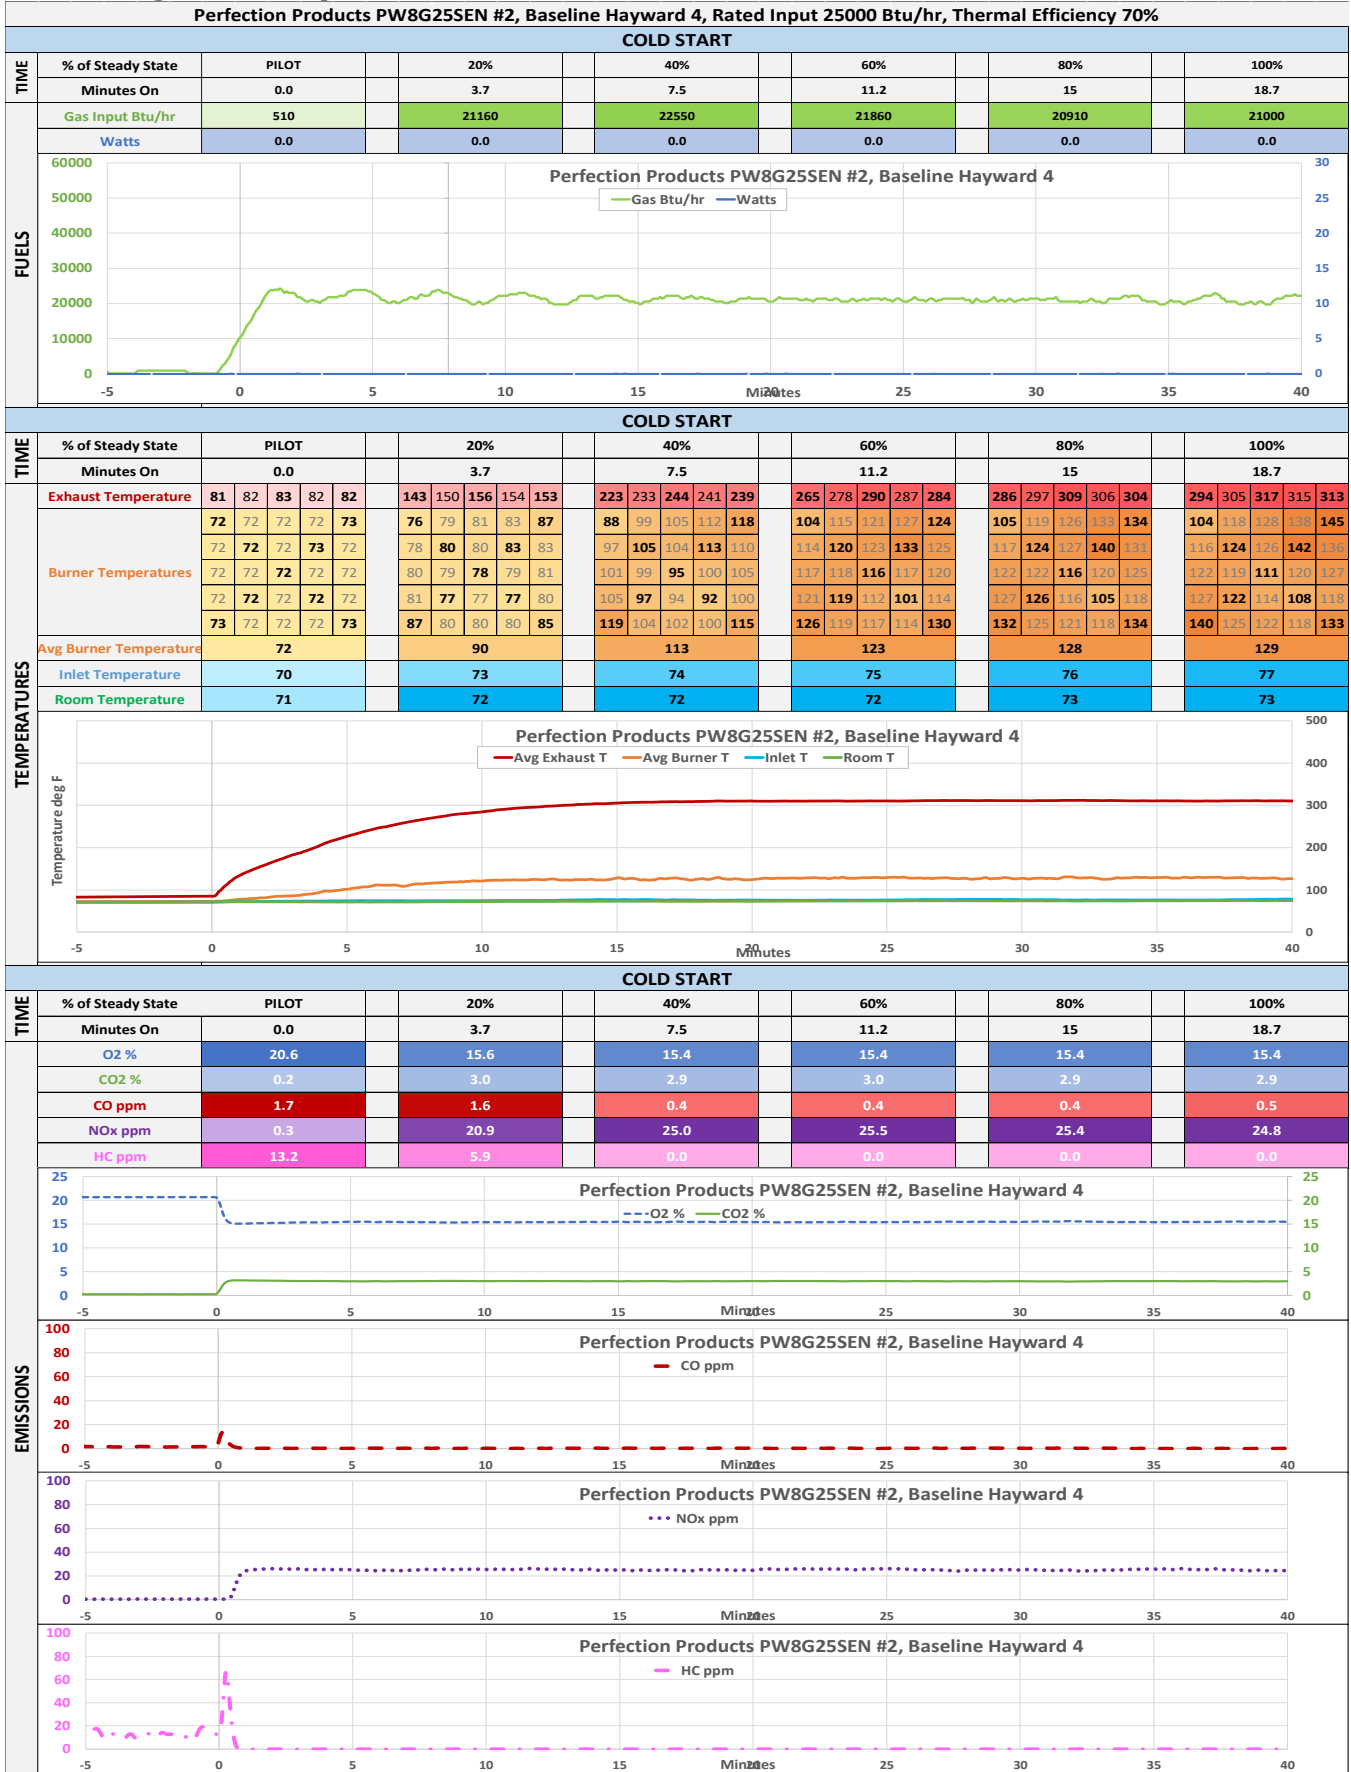 Perfection Products PW8G25SEN #2, Baseline Hayward 4, Rated Input 25000 Btu/hr, Thermal Efficiency 70%
COLD START
TIME
% of Steady State PILOT 20% 40% 60% 80% 100%
Minutes On 0.0 3.7 7.5 11.2 15 18.7
FUELS
Gas Input Btu/hr 510 21160 22550 21860 20910 21000
Watts 0.0 0.0 0.0 0.0 0.0 0.0
Perfection Products PW8G25SEN #2, Baseline Hayward 4
Gas Btu/hr Watts
60000 30
50000 25
40000 20
30000 15
20000 10
10000 5
0 0
-5 0 5 10 15 20 25 30 35 40
Minutes
COLD START
TIME
% of Steady State PILOT 20% 40% 60% 80% 100%
Minutes On 0.0 3.7 7.5 11.2 15 18.7
TEMPERATURES
Exhaust Temperature 81 82 83 82 82 143 150 156 154 153 223 233 244 241 239 265 278 290 287 284 286 297 309 306 304 294 305 317 315 313
72 72 72 72 73 76 79 81 83 87 88 99 105 112 118 104 115 121 127 124 105 119 126 133 134 104 118 128 138 145
72 72 72 73 72 78 80 80 83 83 97 105 104 113 110 114 120 123 133 125 117 124 127 140 131 116 124 126 142 136
Burner Temperatures 72 72 72 72 72 80 79 78 79 81 101 99 95 100 105 117 118 116 117 120 122 122 116 120 125 122 119 111 120 127
72 72 72 72 72 81 77 77 77 80 105 97 94 92 100 121 119 112 101 114 127 126 116 105 118 127 122 114 108 118
73 72 72 72 73 87 80 80 80 85 119 104 102 100 115 126 119 117 114 130 132 125 121 118 134 140 125 122 118 133
Avg Burner Temperature 72 90 113 123 128 129
Inlet Temperature 70 73 74 75 76 77
Room Temperature 71 72 72 72 73 73
Perfection Products PW8G25SEN #2, Baseline Hayward 4
Avg Exhaust T Avg Burner T Inlet T Room T
Temperature deg F
500
400
300
200
100
0
-5 0 5 10 15 20 25 30 35 40
Minutes
COLD START
TIME
% of Steady State PILOT 20% 40% 60% 80% 100%
Minutes On 0.0 3.7 7.5 11.2 15 18.7
EMISSIONS
O2 % 20.6 15.6 15.4 15.4 15.4 15.4
CO2 % 0.2 3.0 2.9 3.0 2.9 2.9
CO ppm 1.7 1.6 0.4 0.4 0.4 0.5
NOx ppm 0.3 20.9 25.0 25.5 25.4 24.8
HC ppm 13.2 5.9 0.0 0.0 0.0 0.0
Perfection Products PW8G25SEN #2, Baseline Hayward 4
O2 % CO2 %
25 25
20 20
15 15
10 10
5 5
0 0
-5 0 5 10 15 20 25 30 35 40
Minutes
Perfection Products PW8G25SEN #2, Baseline Hayward 4
CO ppm
100
80
60
40
20
0
-5 0 5 10 15 20 25 30 35 40
Minutes
Perfection Products PW8G25SEN #2, Baseline Hayward 4
NOx ppm
100
80
60
40
20
0
-5 0 5 10 15 20 25 30 35 40
Minutes
Perfection Products PW8G25SEN #2, Baseline Hayward 4
HC ppm
100
80
60
40
20
0
-5 0 5 10 15 20 25 30 35 40
Minutes